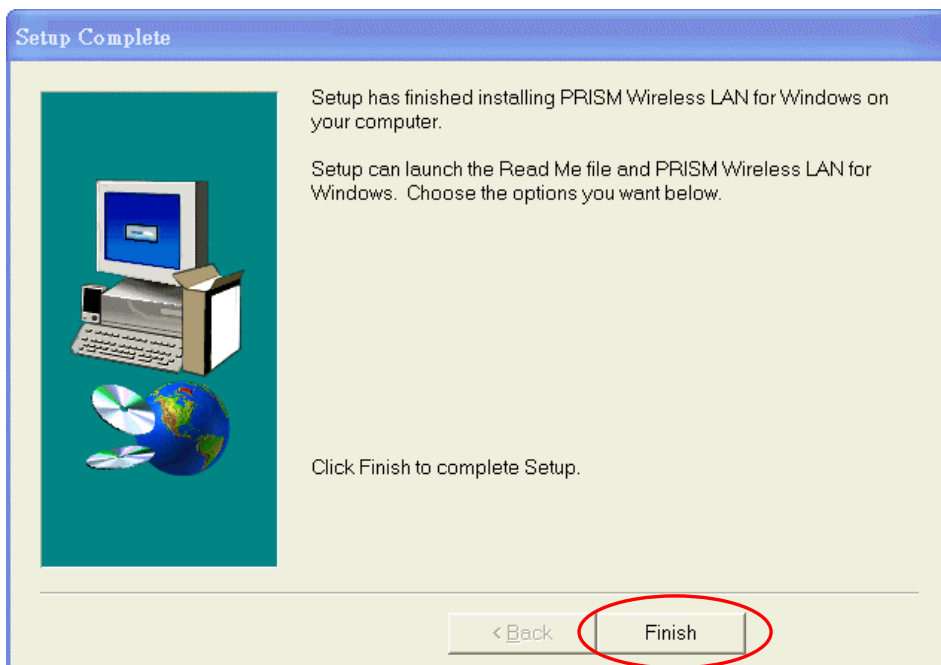 Setup Complete
Setup has finished installing PRISM Wireless LAN for Windows on
your computer.
Setup can launch the Read Me file and PRISM Wireless LAN for
Windows.  Choose the options you want below.
Click Finish to complete Setup.
< Back
Finish